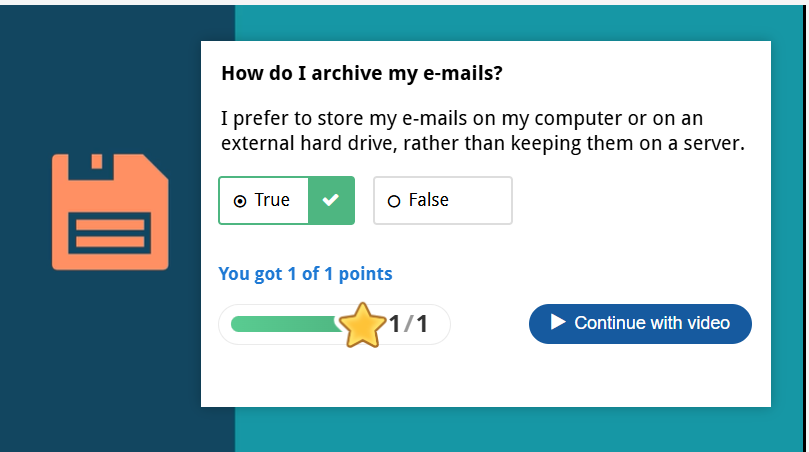 How do I archive my e-mails?
I prefer to store my e-mails on my computer or on an
external hard drive, rather than keeping them on a server.
True
False
You got 1 of 1 points
1/1
Continue with video